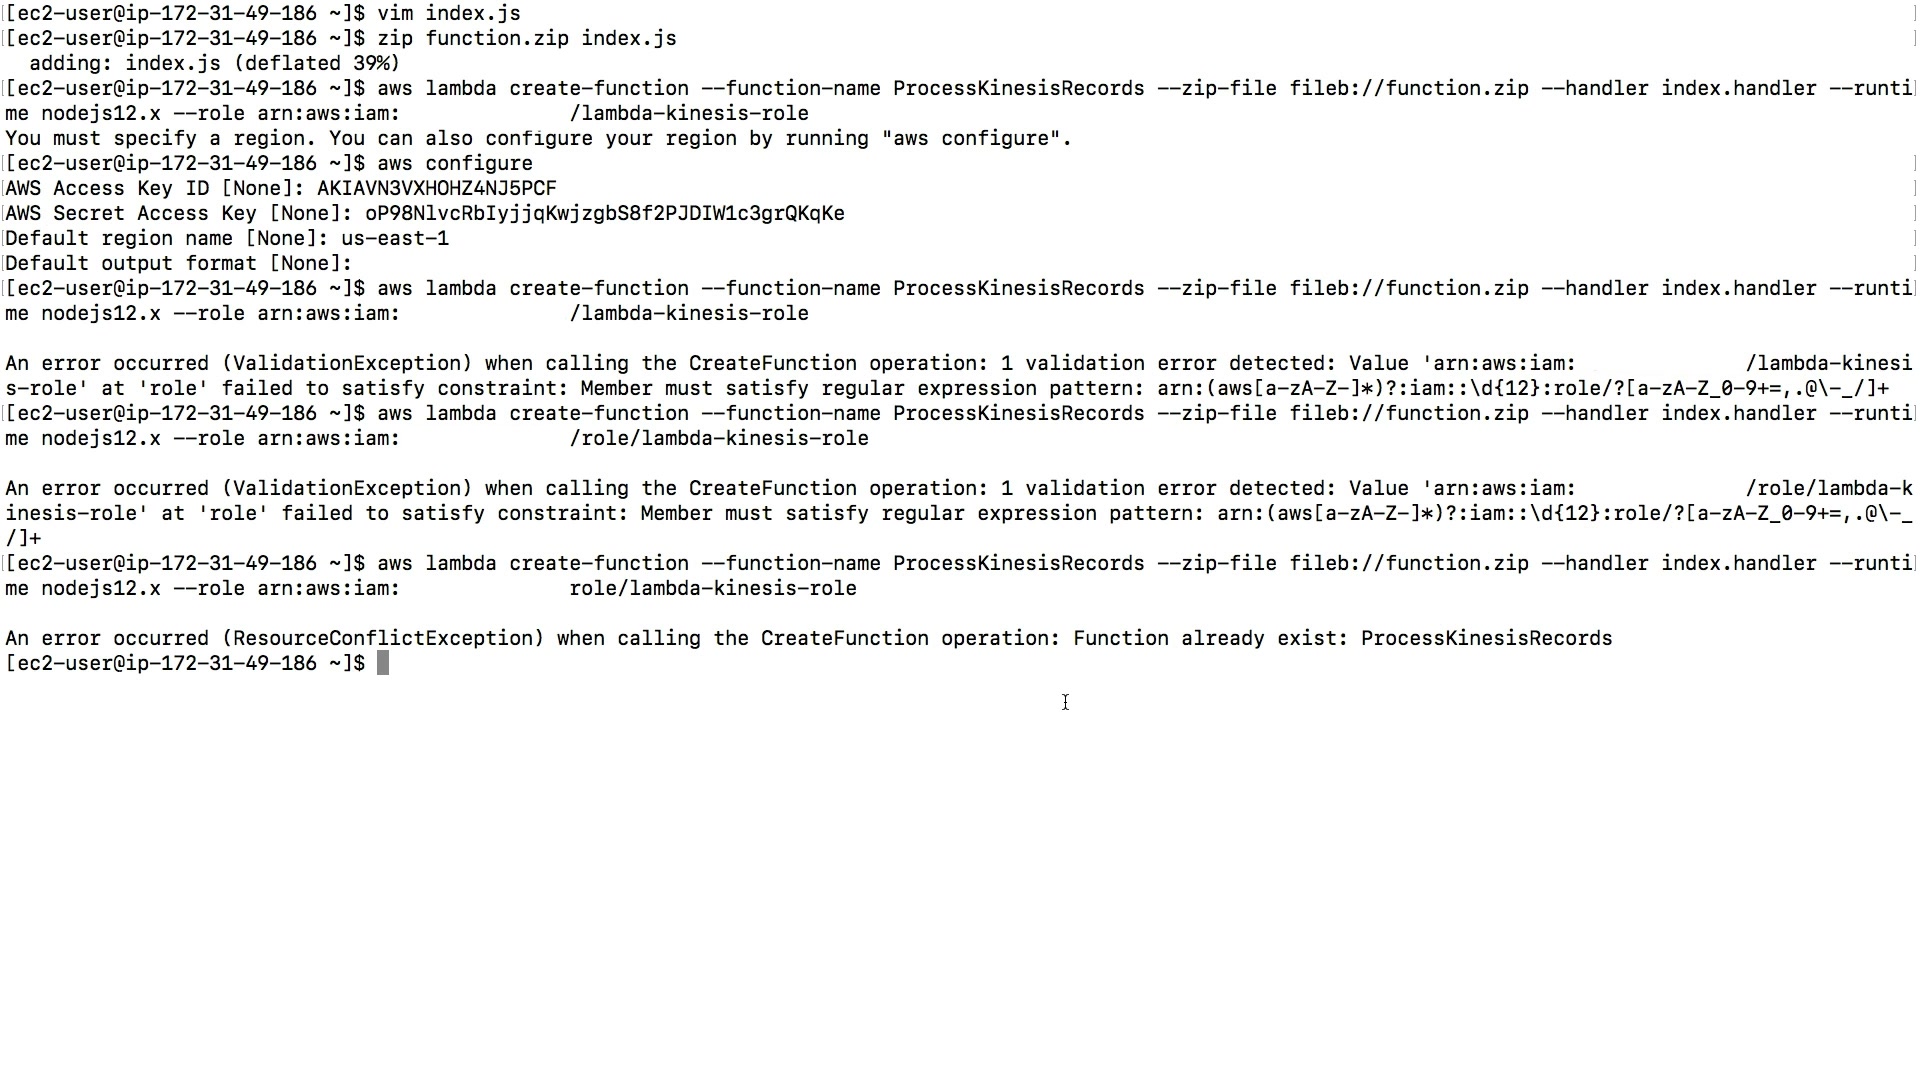 [ec2-user@ip-172-31-49-186 ~]$ vim index.js
[ec2-user@ip-172-31-49-186 ~]$ zip function.zip index.js
  adding: index.js (deflated 39%)
[ec2-user@ip-172-31-49-186 ~]$ aws lambda create-function --function-name ProcessKinesisRecords --zip-file fileb://function.zip --handler index.handler --runti
me nodejs12.x --role arn:aws:iam: /lambda-kinesis-role
You must specify a region. You can also configure your region by running "aws configure".
[ec2-user@ip-172-31-49-186 ~]$ aws configure
AWS Access Key ID [None]: AKIAVN3VXHOHZ4NJ5PCF
AWS Secret Access Key [None]: oP98NlvcRbIyjjqKwjzgbS8f2PJDIW1c3grQKqKe
Default region name [None]: us-east-1
Default output format [None]:
[ec2-user@ip-172-31-49-186 ~]$ aws lambda create-function --function-name ProcessKinesisRecords --zip-file fileb://function.zip --handler index.handler --runti
me nodejs12.x --role arn:aws:iam: /lambda-kinesis-role
An error occurred (ValidationException) when calling the CreateFunction operation: 1 validation error detected: Value 'arn:aws:iam: /lambda-kinesi
s-role' at 'role' failed to satisfy constraint: Member must satisfy regular expression pattern: arn:(aws[a-zA-Z-]*)?:iam::\d{12}:role/?[a-zA-Z_0-9+=,.@\-_/]+
[ec2-user@ip-172-31-49-186 ~]$ aws lambda create-function --function-name ProcessKinesisRecords --zip-file fileb://function.zip --handler index.handler --runti
me nodejs12.x --role arn:aws:iam: /role/lambda-kinesis-role
An error occurred (ValidationException) when calling the CreateFunction operation: 1 validation error detected: Value 'arn:aws:iam: /role/lambda-k
inesis-role' at 'role' failed to satisfy constraint: Member must satisfy regular expression pattern: arn:(aws[a-zA-Z-]*)?:iam::\d{12}:role/?[a-zA-Z_0-9+=,.@\-_
/]+
[ec2-user@ip-172-31-49-186 ~]$ aws lambda create-function --function-name ProcessKinesisRecords --zip-file fileb://function.zip --handler index.handler --runti
me nodejs12.x --role arn:aws:iam: role/lambda-kinesis-role
An error occurred (ResourceConflictException) when calling the CreateFunction operation: Function already exist: ProcessKinesisRecords
[ec2-user@ip-172-31-49-186 ~]$